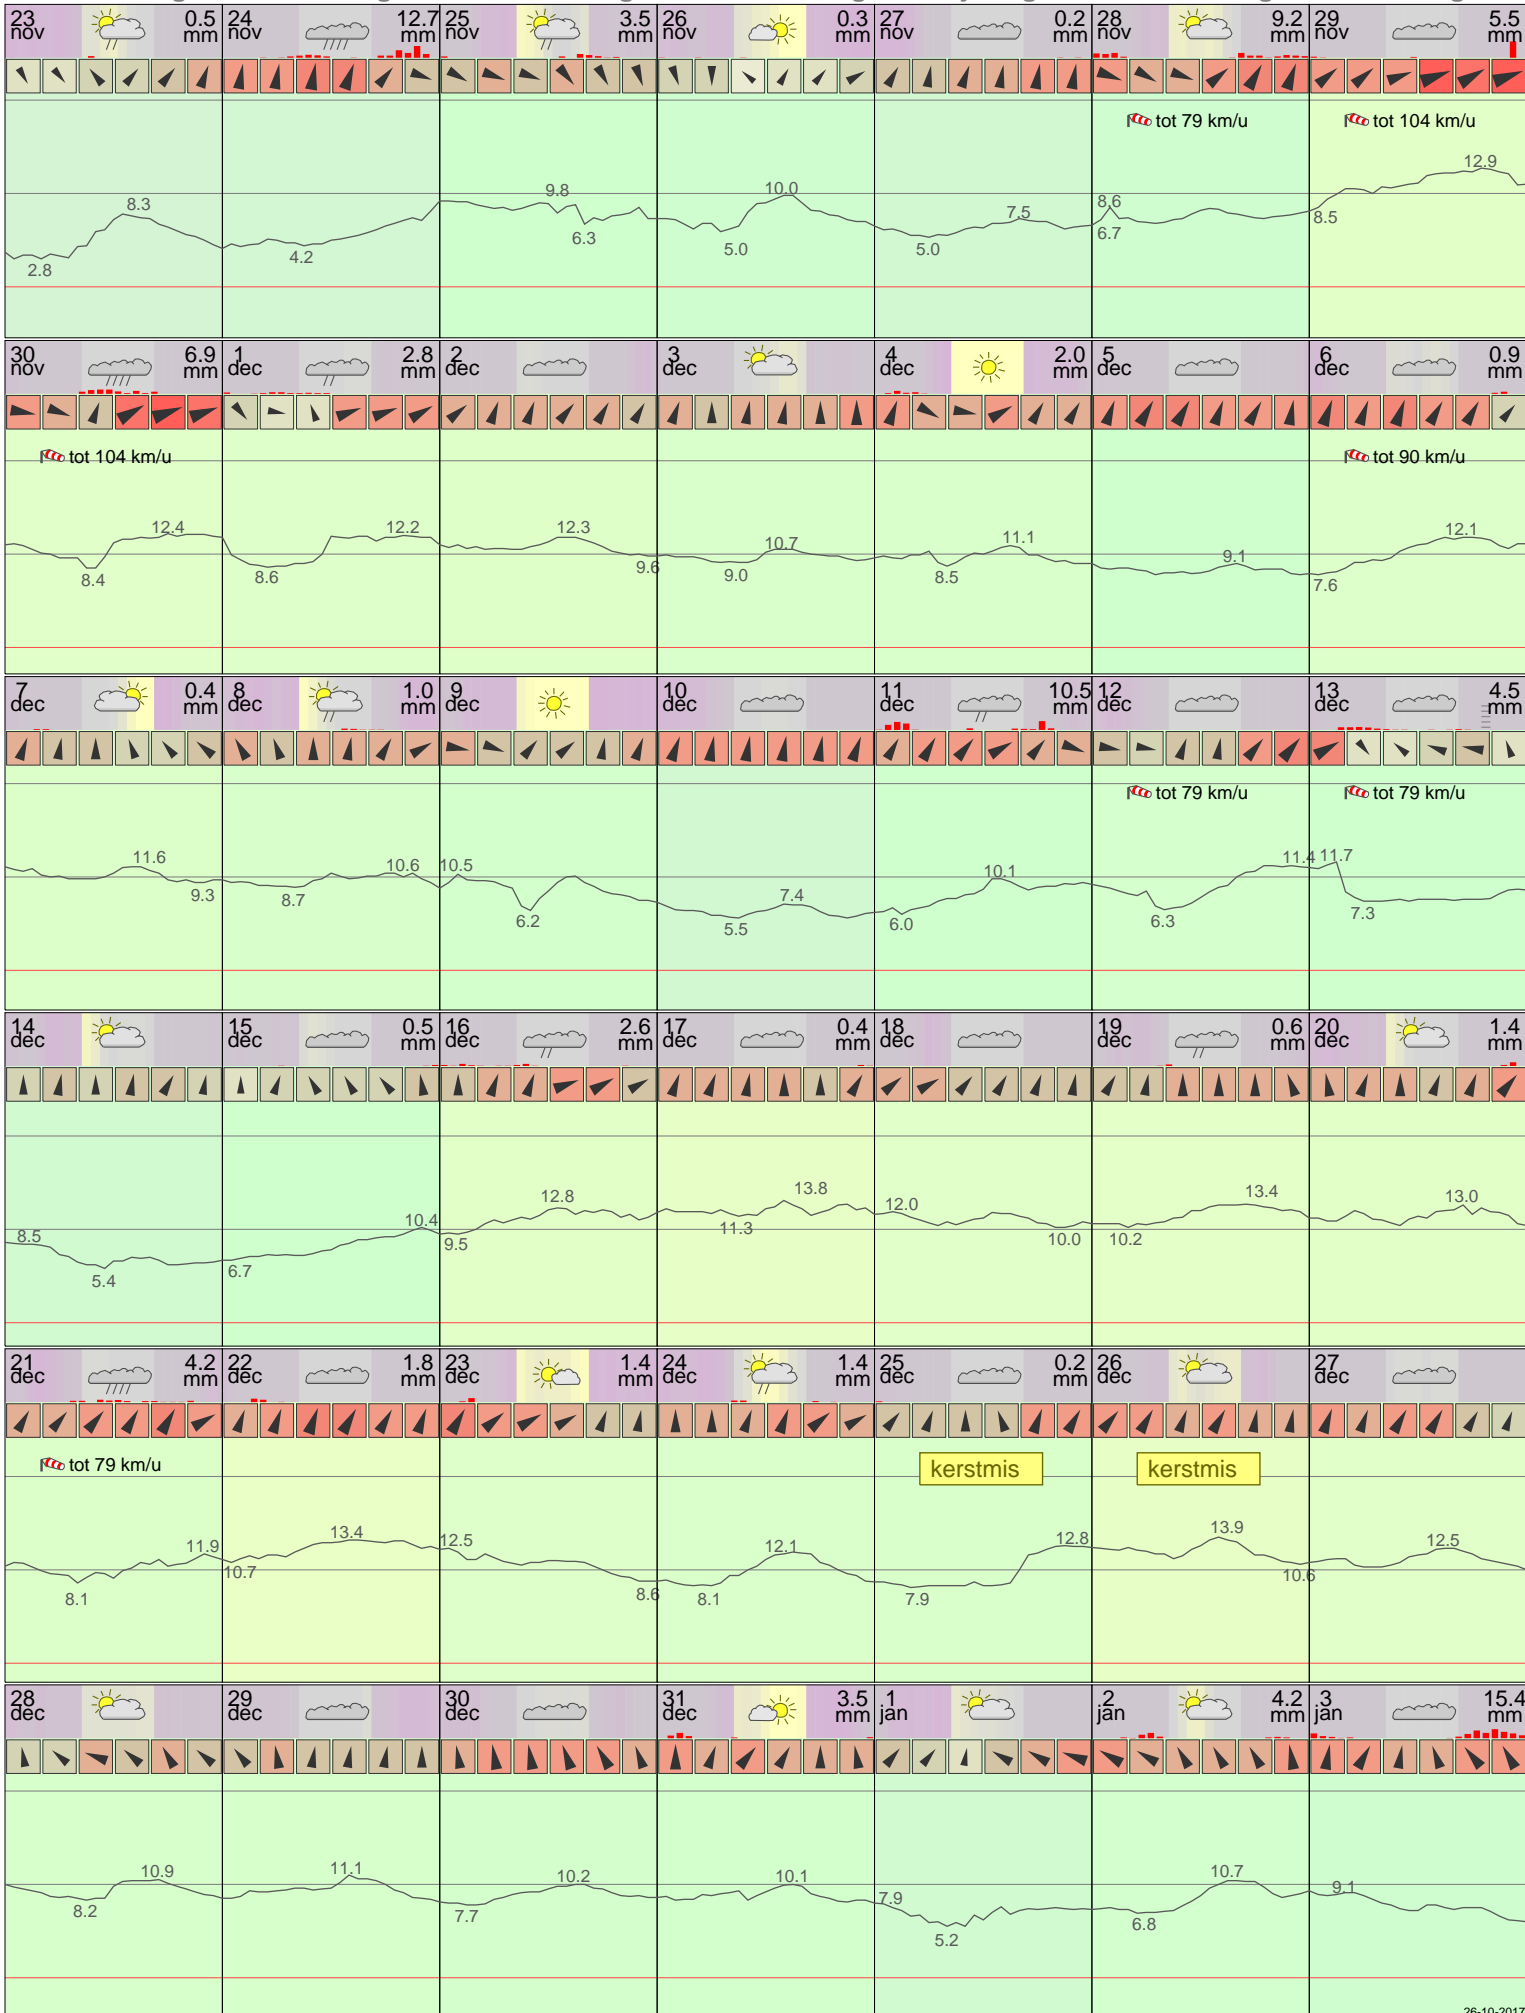 23 nov 0.5 mm 24 nov 12.7 mm 25 nov 3.5 mm 26 nov 0.3 mm 27 nov 0.2 mm 28 nov 9.2 mm 29 nov 5.5 mm
tot 79 km/u tot 104 km/u
2.8 8.3 4.2 9.8 6.3 5.0 10.0 5.0 7.5 8.6 6.7 8.5 12.9
30 nov 6.9 mm 1 dec 2.8 mm 2 dec 3 dec 4 dec 2.0 mm 5 dec 6 dec 0.9 mm
tot 104 km/u tot 90 km/u
8.4 12.4 8.6 12.2 12.3 9.6 9.0 10.7 8.5 11.1 9.1 7.6 12.1
7 dec 0.4 mm 8 dec 1.0 mm 9 dec 10 dec 11 dec 10.5 mm 12 dec 13 dec 4.5 mm
tot 79 km/u tot 79 km/u
11.6 9.3 8.7 10.6 10.5 6.2 5.5 7.4 6.0 10.1 6.3 11.4 11.7 7.3
14 dec 15 dec 0.5 mm 16 dec 2.6 mm 17 dec 0.4 mm 18 dec 19 dec 0.6 mm 20 dec 1.4 mm
8.5 5.4 6.7 10.4 9.5 12.8 11.3 13.8 12.0 10.0 10.2 13.4 13.0
21 dec 4.2 mm 22 dec 1.8 mm 23 dec 1.4 mm 24 dec 1.4 mm 25 dec 0.2 mm 26 dec 27 dec
tot 79 km/u kerstmis kerstmis
8.1 11.9 10.7 13.4 12.5 8.6 8.1 12.1 7.9 12.8 13.9 10.6 12.5
28 dec 29 dec 30 dec 31 dec 3.5 mm 1 jan 2 jan 4.2 mm 3 jan 15.4 mm
8.2 10.9 11.1 7.7 10.2 10.1 7.9 5.2 6.8 10.7 9.1
26-10-2017